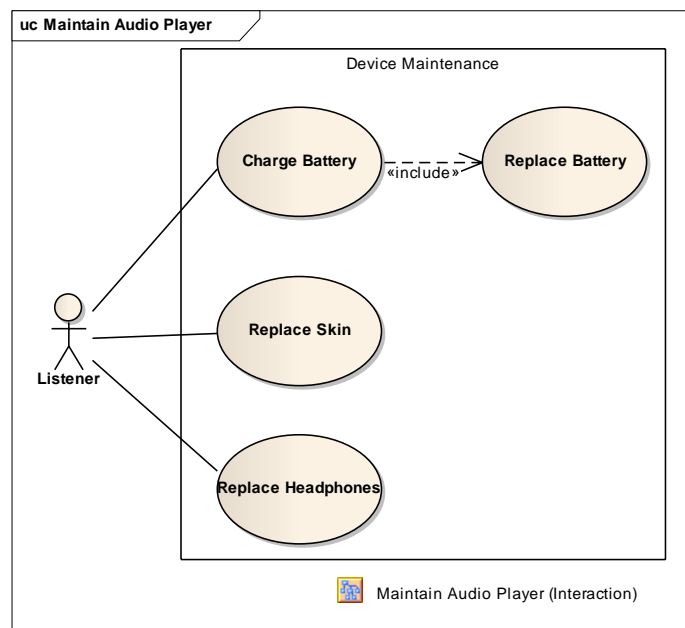 uc Maintain Audio Player
Device Maintenance
Charge Battery
«include»
Replace Battery
Replace Skin
Listener
Replace Headphones
Maintain Audio Player (Interaction)